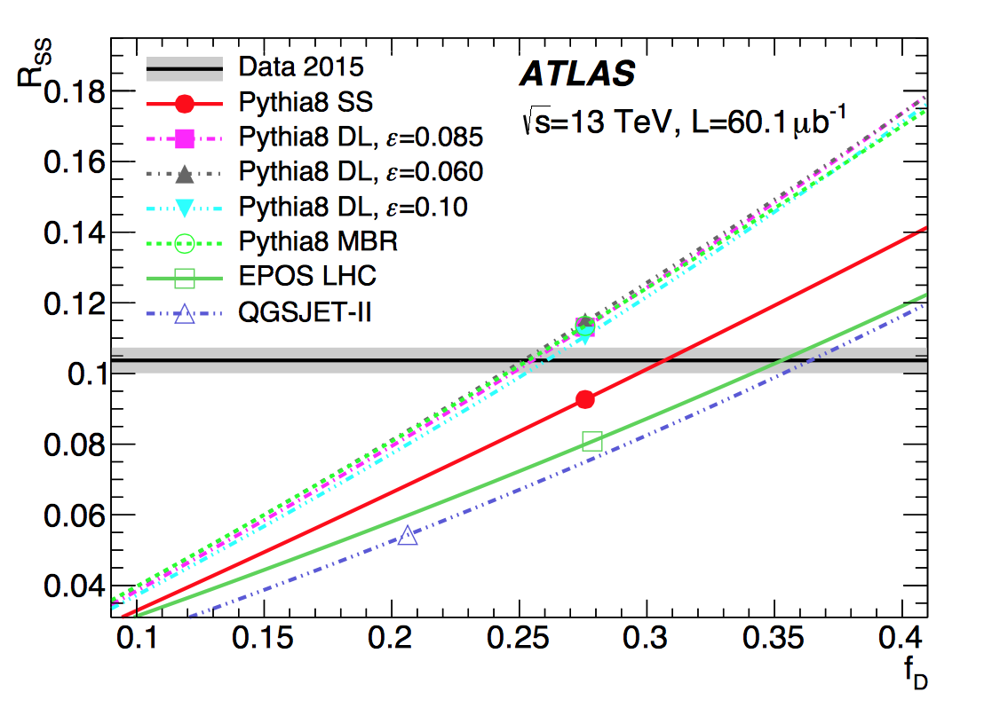 R_SS
0.18
0.16
0.14
0.12
0.1
0.08
0.06
0.04
Data 2015
Pythia8 SS
Pythia8 DL, ε=0.085
Pythia8 DL, ε=0.060
Pythia8 DL, ε=0.10
Pythia8 MBR
EPOS LHC
QGSJET-II
ATLAS
√s=13 TeV, L=60.1 μb⁻¹
0.1 0.15 0.2 0.25 0.3 0.35 0.4
f_D